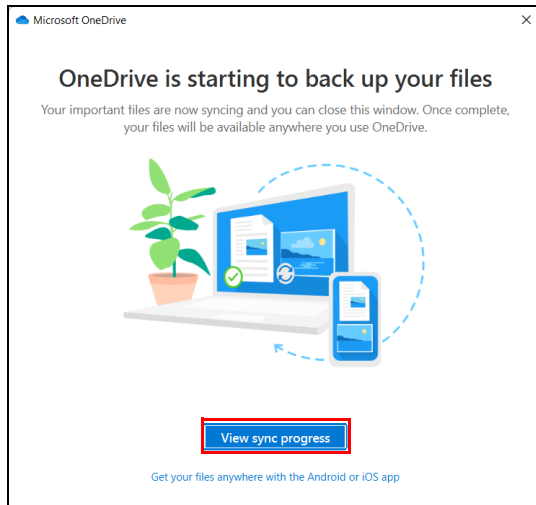 Microsoft OneDrive
OneDrive is starting to back up your files
Your important files are now syncing and you can close this window. Once complete,
your files will be available anywhere you use OneDrive.
View sync progress
Get your files anywhere with the Android or iOS app